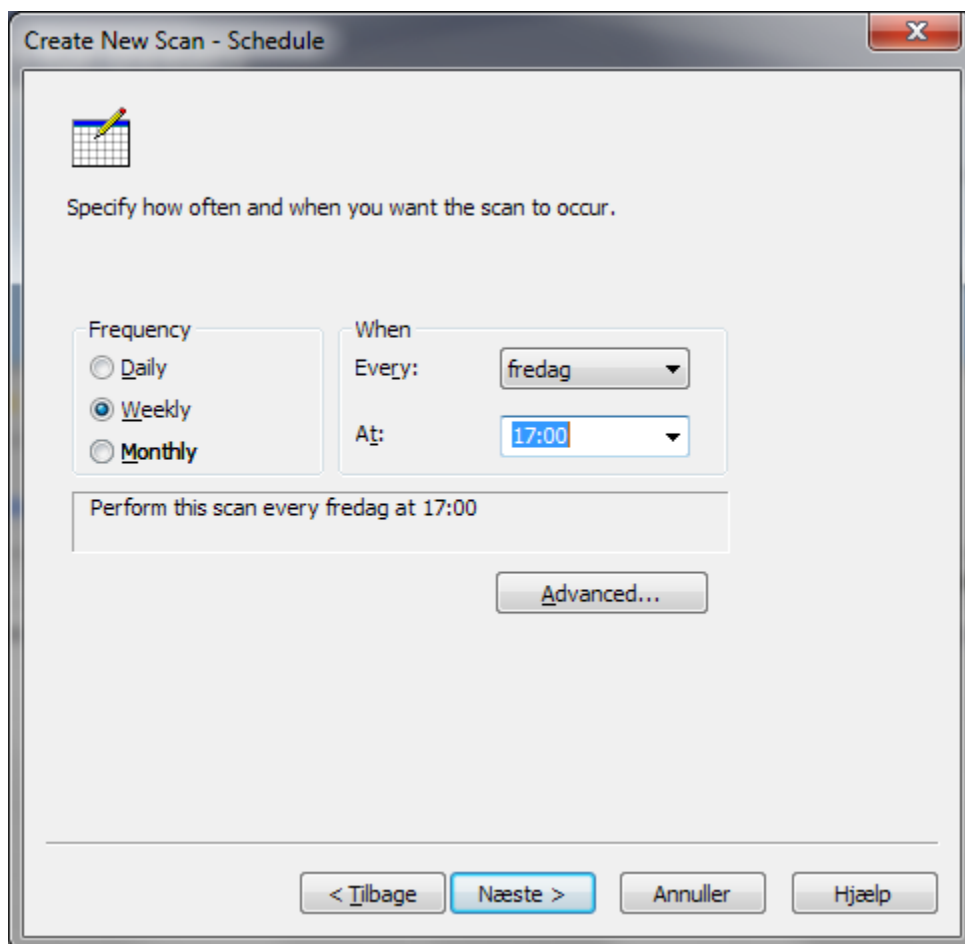 Create New Scan - Schedule
Specify how often and when you want the scan to occur.
Frequency
Daily
Weekly
Monthly
When
Every: fredag
At: 17:00
Perform this scan every fredag at 17:00
Advanced...
< Tilbage Næste > Annuller Hjælp